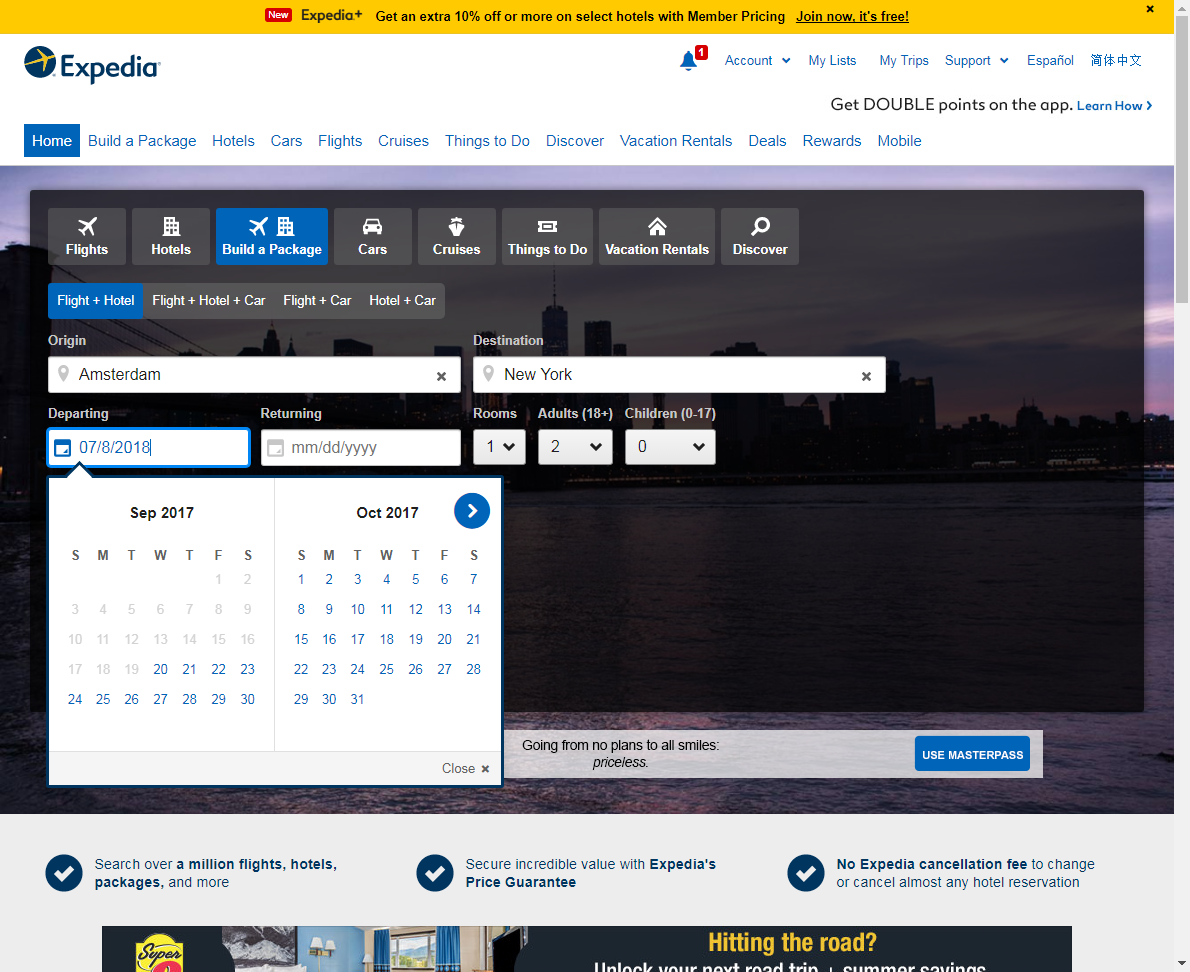 New Expedia+ Get an extra 10% off or more on select hotels with Member Pricing Join now, it's free!
Expedia
1 Account My Lists My Trips Support Español 简体中文
Get DOUBLE points on the app. Learn How
Home Build a Package Hotels Cars Flights Cruises Things to Do Discover Vacation Rentals Deals Rewards Mobile
Flights Hotels Build a Package Cars Cruises Things to Do Vacation Rentals Discover
Flight + Hotel Flight + Hotel + Car Flight + Car Hotel + Car
Origin Destination
Amsterdam New York
Departing Returning Rooms Adults (18+) Children (0-17)
07/8/2018 mm/dd/yyyy 1 2 0
Sep 2017 Oct 2017
S M T W T F S S M T W T F S
1 2 1 2 3 4 5 6 7
3 4 5 6 7 8 9 8 9 10 11 12 13 14
10 11 12 13 14 15 16 15 16 17 18 19 20 21
17 18 19 20 21 22 23 22 23 24 25 26 27 28
24 25 26 27 28 29 30 29 30 31
Going from no plans to all smiles:
priceless.
USE MASTERPASS
Close
Search over a million flights, hotels,
packages, and more
Secure incredible value with Expedia's
Price Guarantee
No Expedia cancellation fee to change
or cancel almost any hotel reservation
Super
8
Hitting the road?
Unlock your next road trip + summer savings